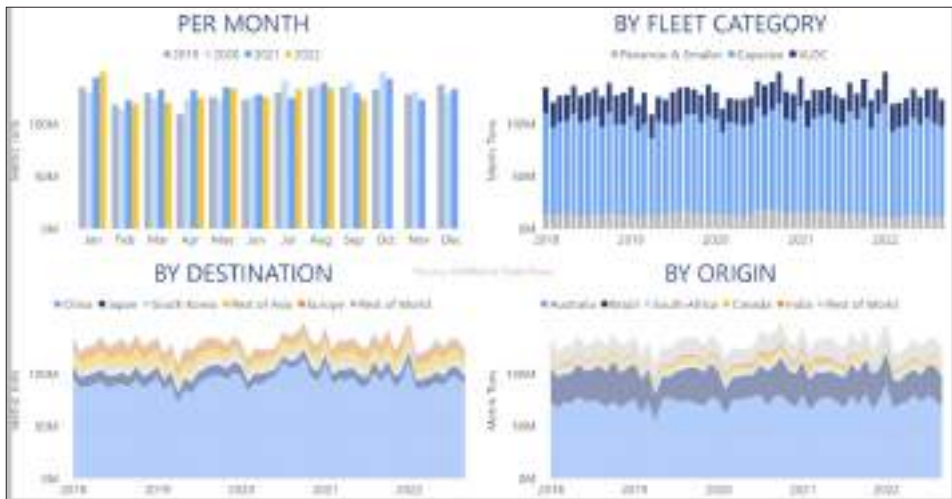 PER MONTH
2019 2020 2021 2022
Metric Tons
100M
50M
0M
Jan Feb Mar Apr May Jun Jul Aug Sep Oct Nov Dec
BY FLEET CATEGORY
Panamax & Smaller Capesize VLOC
Metric Tons
100M
50M
0M
2018 2019 2020 2021 2022
BY DESTINATION
China Japan South Korea Rest of Asia Europe Rest of World
Metric Tons
100M
50M
0M
2018 2019 2020 2021 2022
BY ORIGIN
Australia Brazil South Africa Canada India Rest of World
Metric Tons
100M
50M
0M
2018 2019 2020 2021 2022